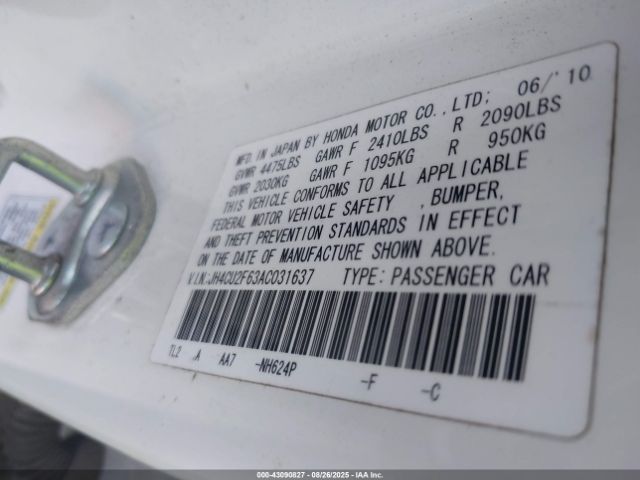 MFD. IN JAPAN BY HONDA MOTOR CO.,LTD; 06/'10
GVWR 4475LBS GAWR F 2410LBS R 2090LBS
GVWR 2030KG GAWR F 1095KG R 950KG
THIS VEHICLE CONFORMS TO ALL APPLICABLE
FEDERAL MOTOR VEHICLE SAFETY ,BUMPER,
AND THEFT PREVENTION STANDARDS IN EFFECT
ON THE DATE OF MANUFACTURE SHOWN ABOVE.
V.I.N:JH4CU2F63AC031637 TYPE:PASSENGER CAR
TL2 A AA7 -NH624P -F -C
000-43090827 - 08/26/2025 - IAA Inc.